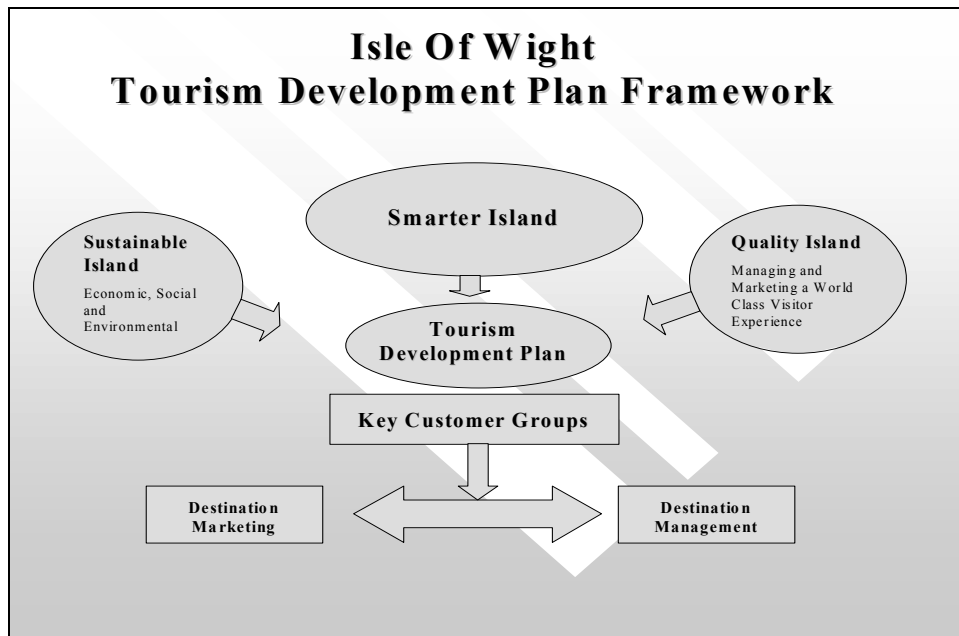 Isle Of Wight
Tourism Development Plan Framework
Smarter Island
Sustainable
Island
Economic, Social
and
Environmental
Quality Island
Managing and
Marketing a World
Class Visitor
Experience
Tourism
Development Plan
Key Customer Groups
Destination
Marketing
Destination
Management